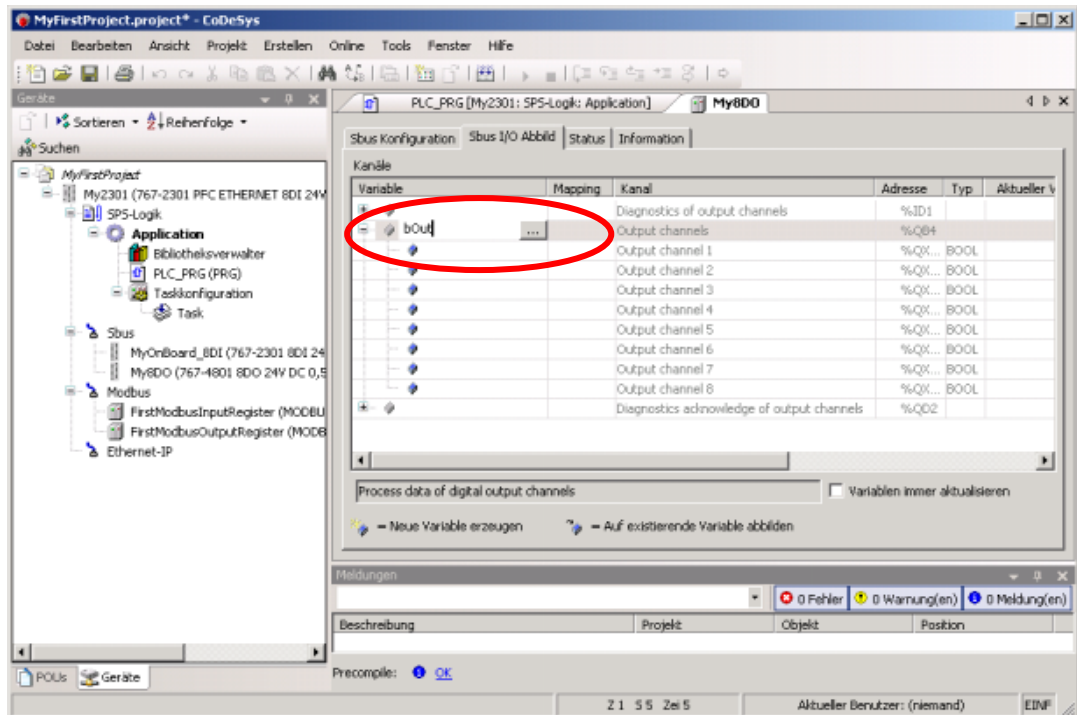 MyFirstProject.project* - CoDeSys
Datei Bearbeiten Ansicht Projekt Erstellen Online Tools Fenster Hilfe
Geräte
Sortieren Reihenfolge
Suchen
MyFirstProject
My2301 (767-2301 PFC ETHERNET 8DI 24V
SPS-Logik
Application
Bibliotheksverwalter
PLC_PRG (PRG)
Taskkonfiguration
Task
Sbus
MyOnBoard_8DI (767-2301 8DI 24
My8DO (767-4801 8DO 24V DC 0,5
Modbus
FirstModbusInputRegister (MODBU
FirstModbusOutputRegister (MODB
Ethernet-IP
POUs Geräte
PLC_PRG [My2301: SPS-Logik: Application] My8DO
Sbus Konfiguration Sbus I/O Abbild Status Information
Kanäle
Variable Mapping Kanal Adresse Typ Aktueller
Diagnostics of output channels %ID1
bOut ... Output channels %QB4
Output channel 1 %QX... BOOL
Output channel 2 %QX... BOOL
Output channel 3 %QX... BOOL
Output channel 4 %QX... BOOL
Output channel 5 %QX... BOOL
Output channel 6 %QX... BOOL
Output channel 7 %QX... BOOL
Output channel 8 %QX... BOOL
Diagnostics acknowledge of output channels %QD2
Process data of digital output channels Variablen immer aktualisieren
= Neue Variable erzeugen = Auf existierende Variable abbilden
Meldungen
0 Fehler 0 Warnung(en) 0 Meldung(en)
Beschreibung Projekt Objekt Position
Precompile: OK
Z 1 S 5 Zei 5 Aktueller Benutzer: (niemand) EINF